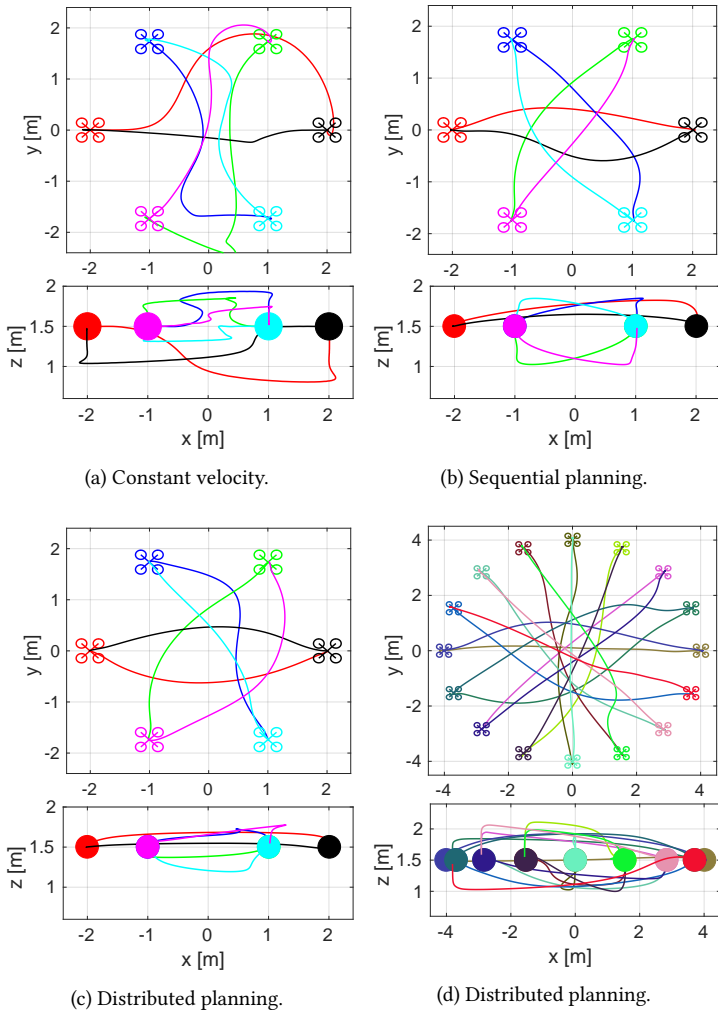 2
1
0
-1
-2
y [m]
-2 -1 0 1 2
2
1.5
1
z [m]
-2 -1 0 1 2
x [m]
(a) Constant velocity.
2
1
0
-1
-2
y [m]
-2 -1 0 1 2
2
1.5
1
z [m]
-2 -1 0 1 2
x [m]
(b) Sequential planning.
2
1
0
-1
-2
y [m]
-2 -1 0 1 2
2
1.5
1
z [m]
-2 -1 0 1 2
x [m]
(c) Distributed planning.
4
2
0
-2
-4
y [m]
-4 -2 0 2 4
2
1.5
1
z [m]
-4 -2 0 2 4
x [m]
(d) Distributed planning.